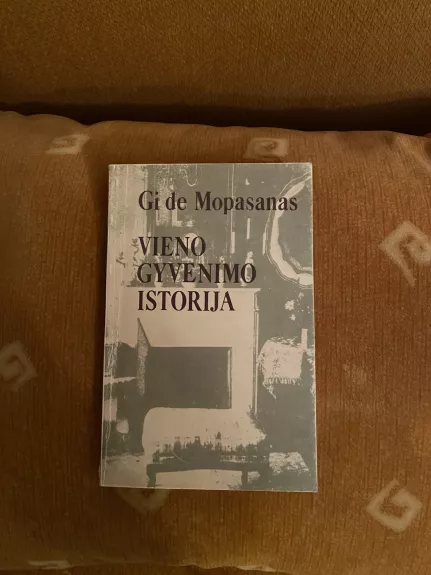 Gi de Mopasanas
VIENO
GYVENIMO
ISTORIJA